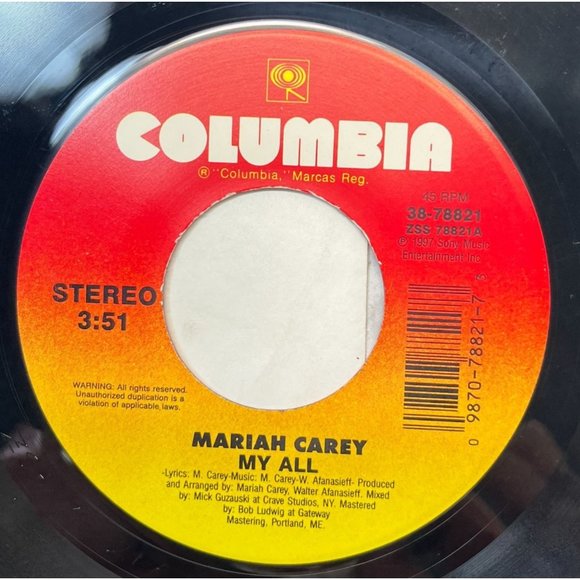 COLUMBIA
® "Columbia," Marcas Reg.
45 RPM
38-78821
ZSS 78821A
℗ 1997 Sony Music
Entertainment Inc.
STEREO
3:51
WARNING: All rights reserved.
Unauthorized duplication is a
violation of applicable laws.
0 9870-78821-7 5
MARIAH CAREY
MY ALL
-Lyrics: M. Carey-Music: M. Carey-W. Afanasieff- Produced
and Arranged by: Mariah Carey, Walter Afanasieff. Mixed
by: Mick Guzauski at Crave Studios, NY. Mastered
by: Bob Ludwig at Gateway
Mastering, Portland, ME.